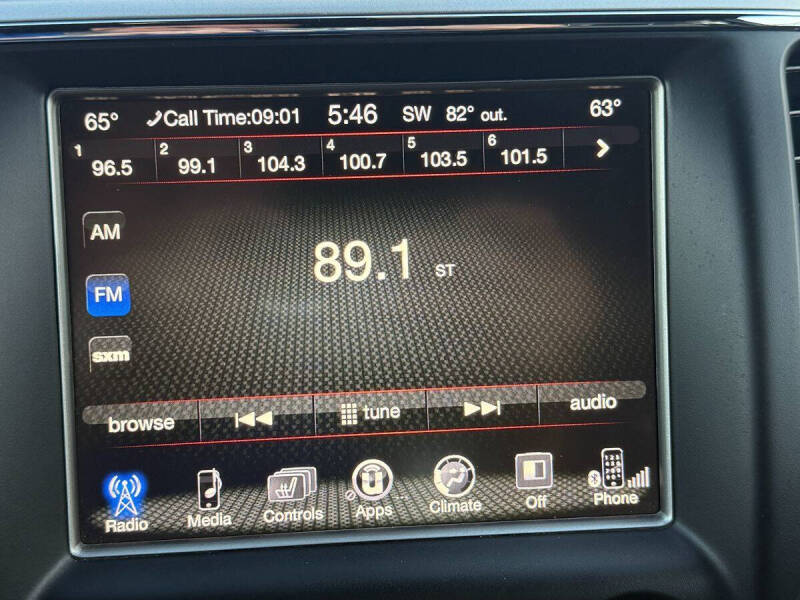 65° Call Time:09:01 5:46 SW 82° out. 63°
1 96.5 2 99.1 3 104.3 4 100.7 5 103.5 6 101.5
AM
89.1 ST
FM
sxm
browse tune audio
Radio Media Controls Apps Climate Off Phone